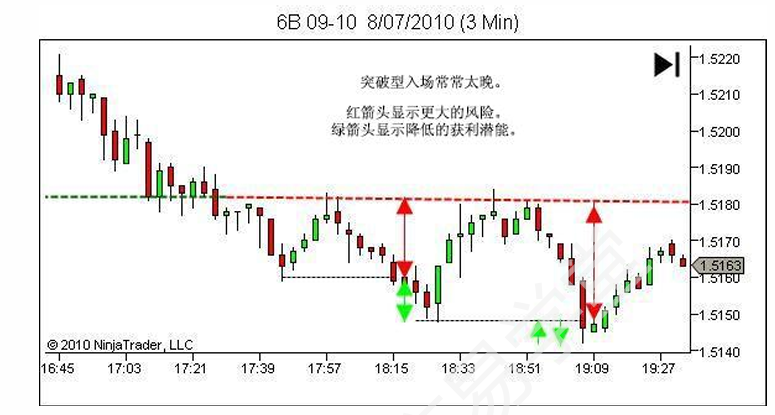 6B 09-10 8/07/2010 (3 Min)
突破型入场常常太晚。
红箭头显示更大的风险。
绿箭头显示降低的获利潜能。
1.5220
1.5210
1.5200
1.5190
1.5180
1.5170
1.5163
1.5160
1.5150
1.5140
© 2010 NinjaTrader, LLC
16:45 17:03 17:21 17:39 17:57 18:15 18:33 18:51 19:09 19:27
易学堂